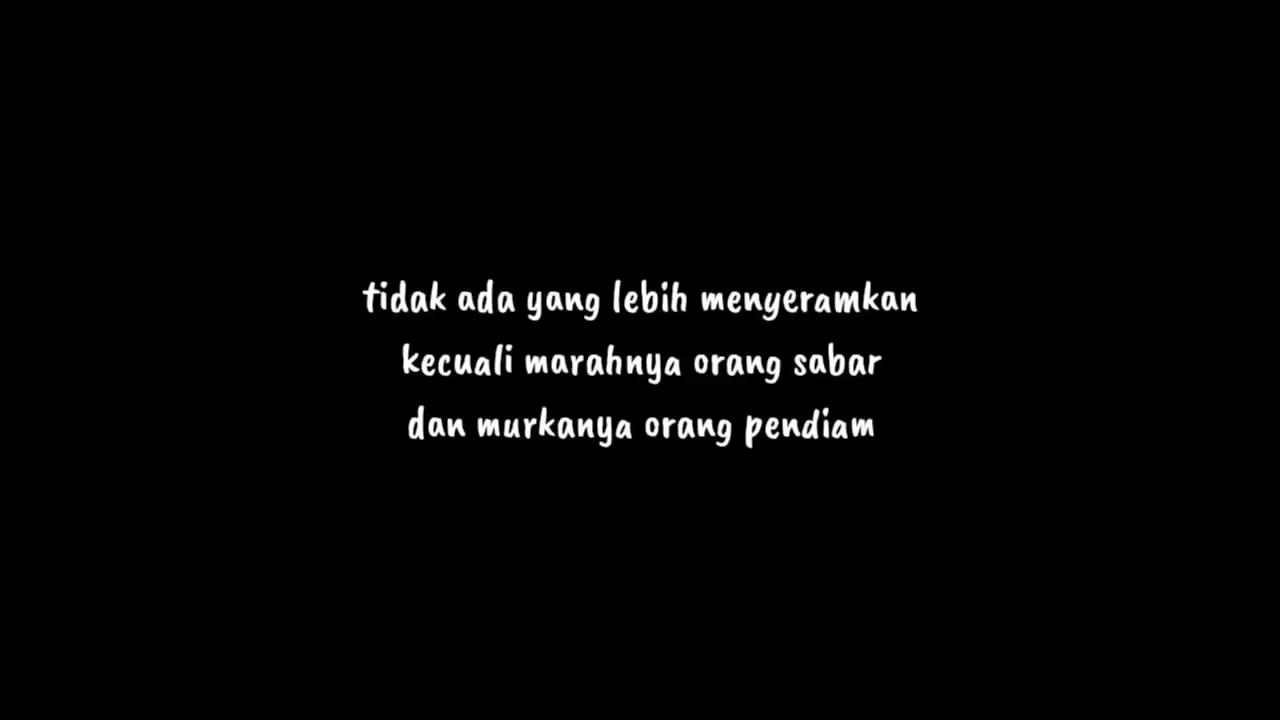 tidak ada yang lebih menyeramkan
kecuali marahnya orang sabar
dan murkanya orang pendiam